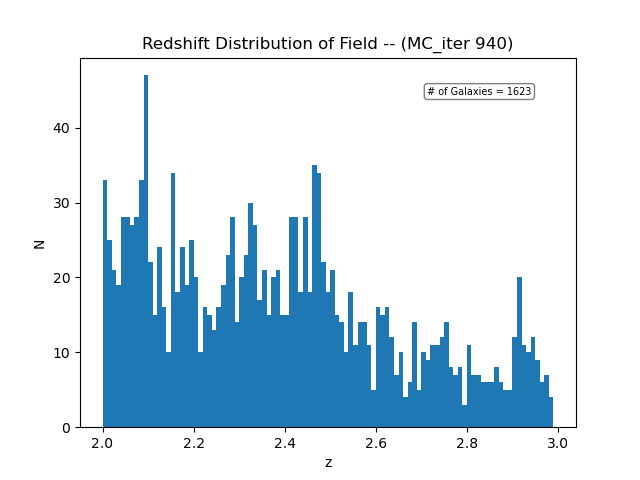 Redshift Distribution of Field -- (MC_iter 940)
# of Galaxies = 1623
N
40
30
20
10
0
2.0 2.2 2.4 2.6 2.8 3.0
z